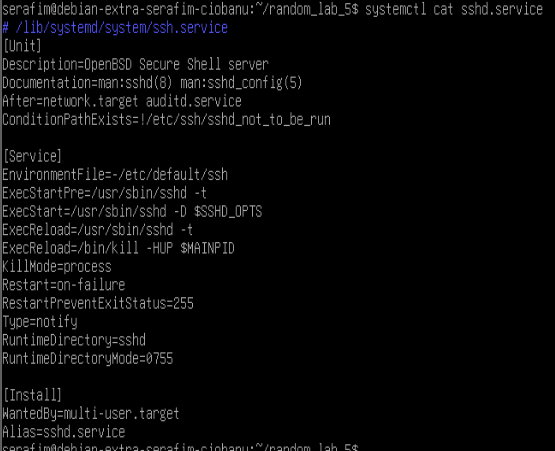 serafim@debian-extra-serafim-ciobanu:~/random_lab_5$ systemctl cat sshd.service
# /lib/systemd/system/ssh.service
[Unit]
Description=OpenBSD Secure Shell server
Documentation=man:sshd(8) man:sshd_config(5)
After=network.target auditd.service
ConditionPathExists=!/etc/ssh/sshd_not_to_be_run

[Service]
EnvironmentFile=-/etc/default/ssh
ExecStartPre=/usr/sbin/sshd -t
ExecStart=/usr/sbin/sshd -D $SSHD_OPTS
ExecReload=/usr/sbin/sshd -t
ExecReload=/bin/kill -HUP $MAINPID
KillMode=process
Restart=on-failure
RestartPreventExitStatus=255
Type=notify
RuntimeDirectory=sshd
RuntimeDirectoryMode=0755

[Install]
WantedBy=multi-user.target
Alias=sshd.service
serafim@debian-extra-serafim-ciobanu:~/random_lab_5$